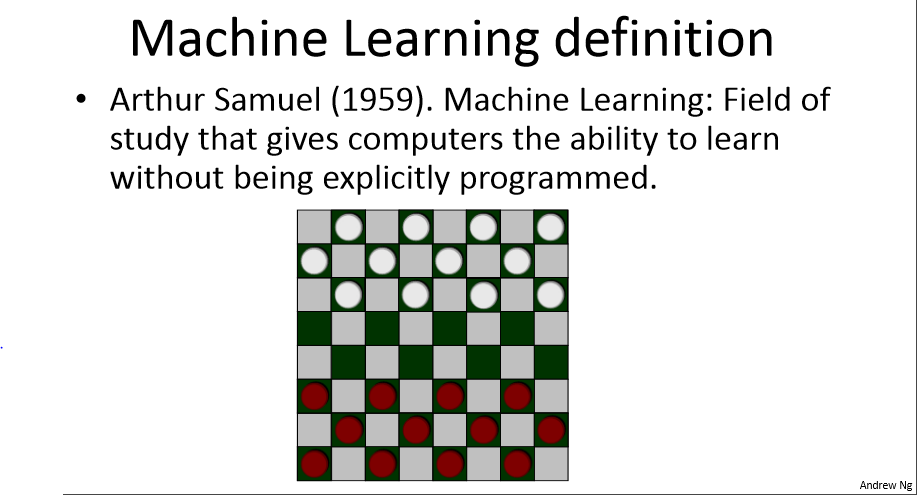 Machine Learning definition
• Arthur Samuel (1959). Machine Learning: Field of
study that gives computers the ability to learn
without being explicitly programmed.
Andrew Ng